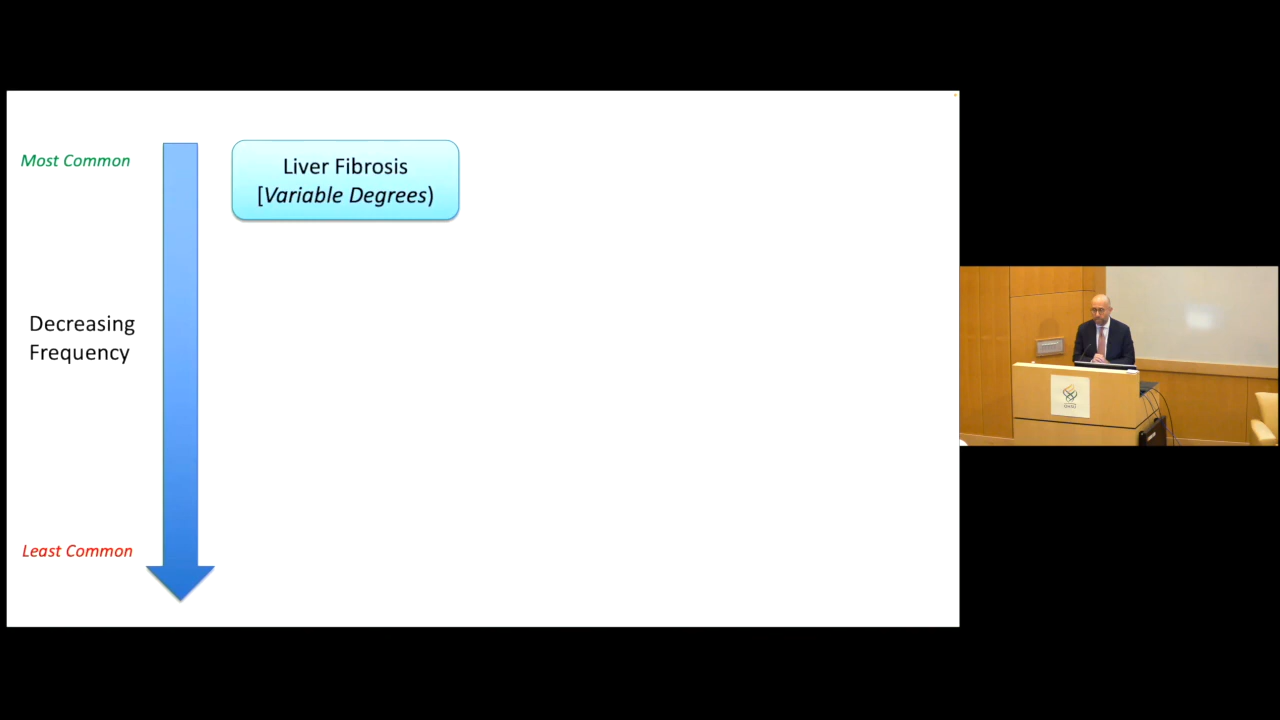 Most Common
Liver Fibrosis
[Variable Degrees)
Decreasing
Frequency
Least Common